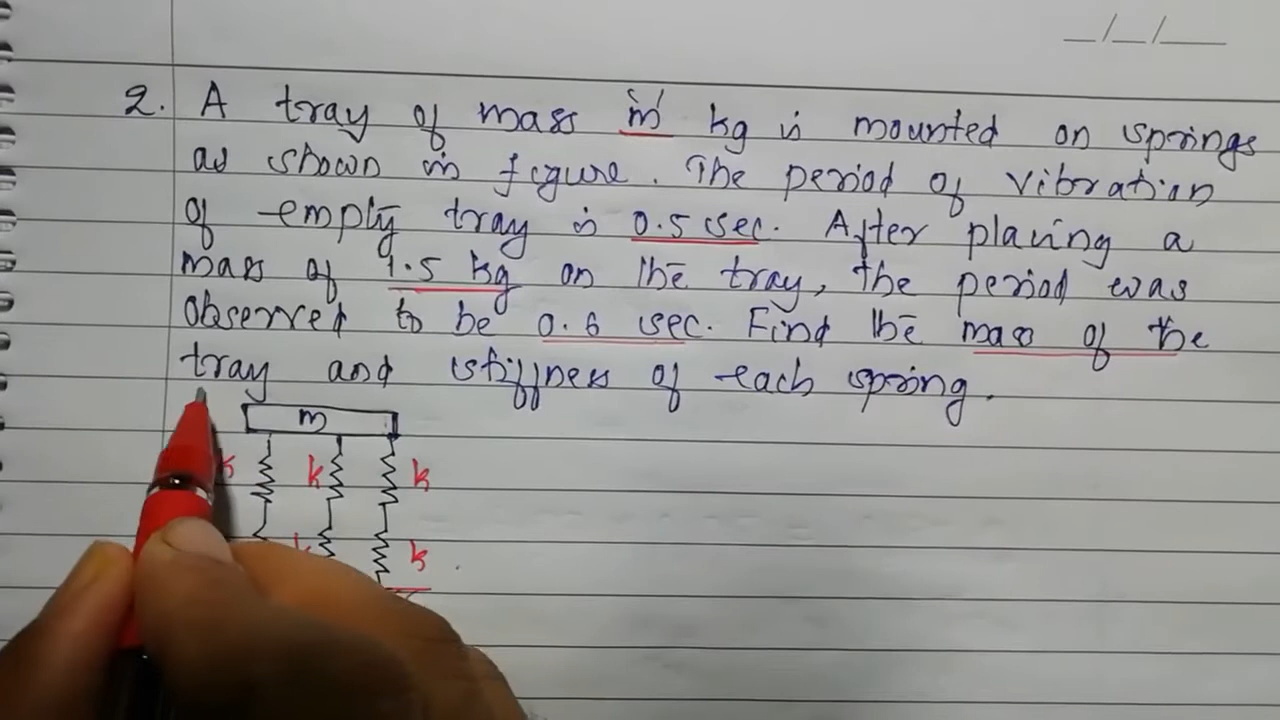 __/__/___
2. A tray of mass 'm' kg is mounted on springs
as shown in figure. The period of vibration
of empty tray is 0.5 sec. After placing a
mass of 1.5 kg on the tray, the period was
observed to be 0.6 sec. Find the mass of the
tray and stiffness of each spring.
m
k k k
k k